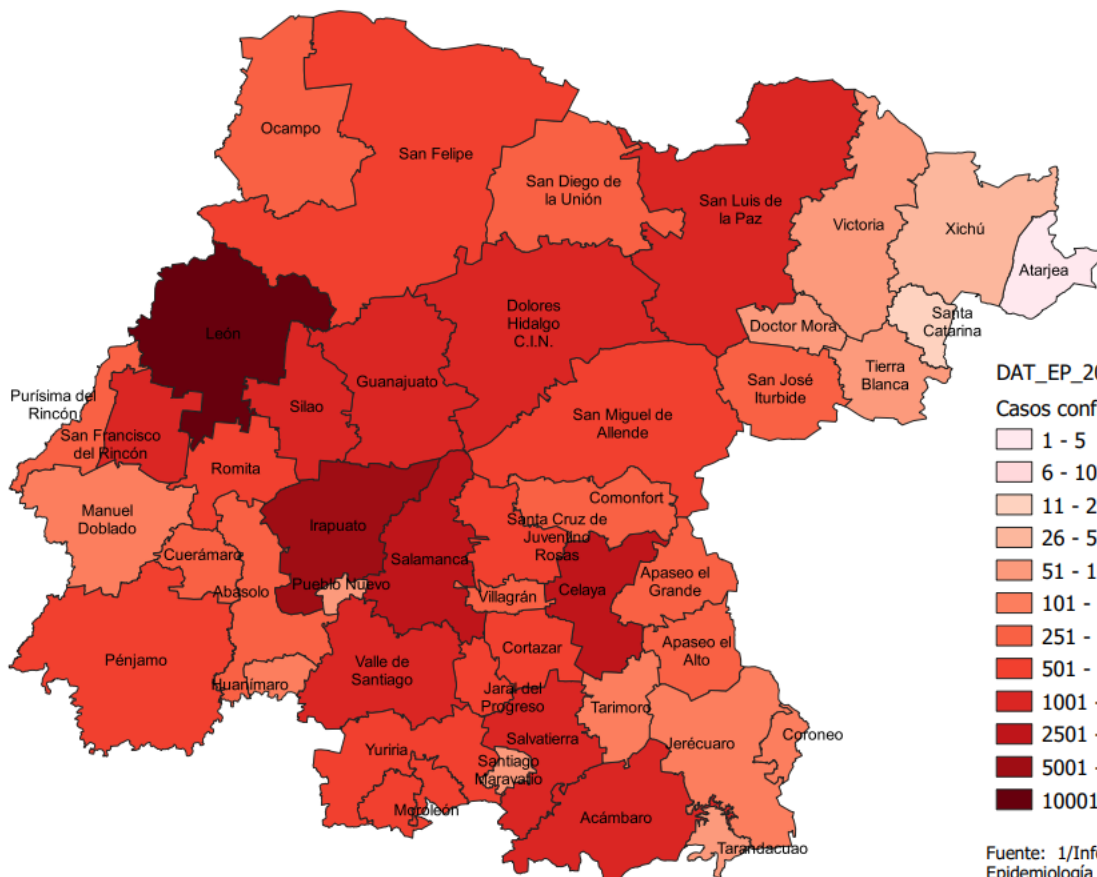 Ocampo
San Felipe
San Diego de
la Unión
San Luis de
la Paz
Victoria
Xichú
Atarjea
León
Dolores
Hidalgo
C.I.N.
Doctor Mora
Santa
Catarina
Guanajuato
Silao
San José
Iturbide
Tierra
Blanca
Purísima del
Rincón
San Francisco
del Rincón
San Miguel de
Allende
Romita
Manuel
Doblado
Irapuato
Comonfort
Santa Cruz de
Juventino
Rosas
Salamanca
Cuerámaro
Abasolo
Pueblo Nuevo
Villagrán
Celaya
Apaseo el
Grande
Pénjamo
Valle de
Santiago
Cortazar
Apaseo el
Alto
Huanímaro
Jaral del
Progreso
Tarimoro
Jerécuaro
Coroneo
Yuriria
Salvatierra
Santiago
Maravatío
Moroleón
Acámbaro
Tarandacuao
DAT_EP_20
Casos conf
1 - 5
6 - 10
11 - 2
26 - 5
51 - 1
101 -
251 -
501 -
1001 -
2501 -
5001 -
10001
Fuente: 1/Info
Epidemiología